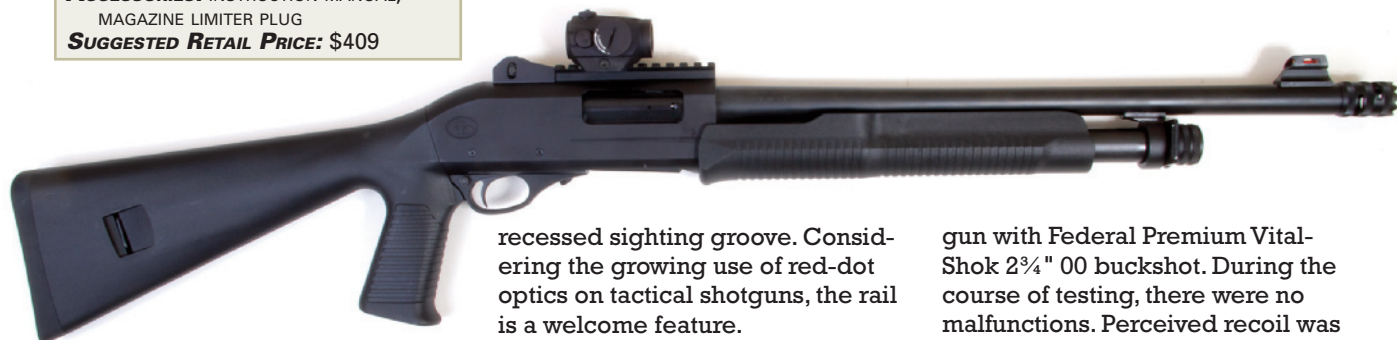 MAGAZINE LIMITER PLUG
SUGGESTED RETAIL PRICE: $409
recessed sighting groove. Consid-
ering the growing use of red-dot
optics on tactical shotguns, the rail
is a welcome feature.
gun with Federal Premium Vital-
Shok 2¾" 00 buckshot. During the
course of testing, there were no
malfunctions. Perceived recoil was